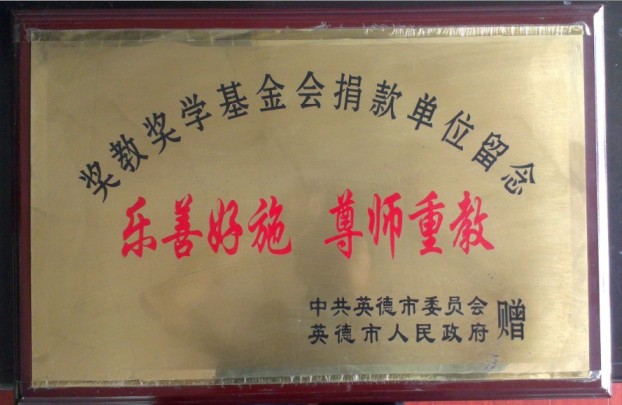 奖教奖学基金会捐款单位留念
乐善好施 尊师重教
中共英德市委员会
英德市人民政府 赠